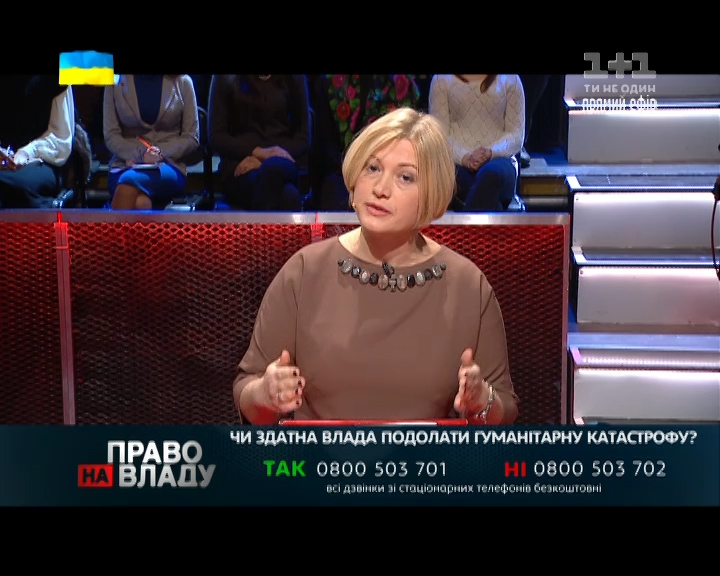 1+1
ТИ НЕ ОДИН
ПРЯМИЙ ЕФІР
ЧИ ЗДАТНА ВЛАДА ПОДОЛАТИ ГУМАНІТАРНУ КАТАСТРОФУ?
ПРАВО
НА ВЛАДУ
ТАК 0800 503 701 НІ 0800 503 702
всі дзвінки зі стаціонарних телефонів безкоштовні